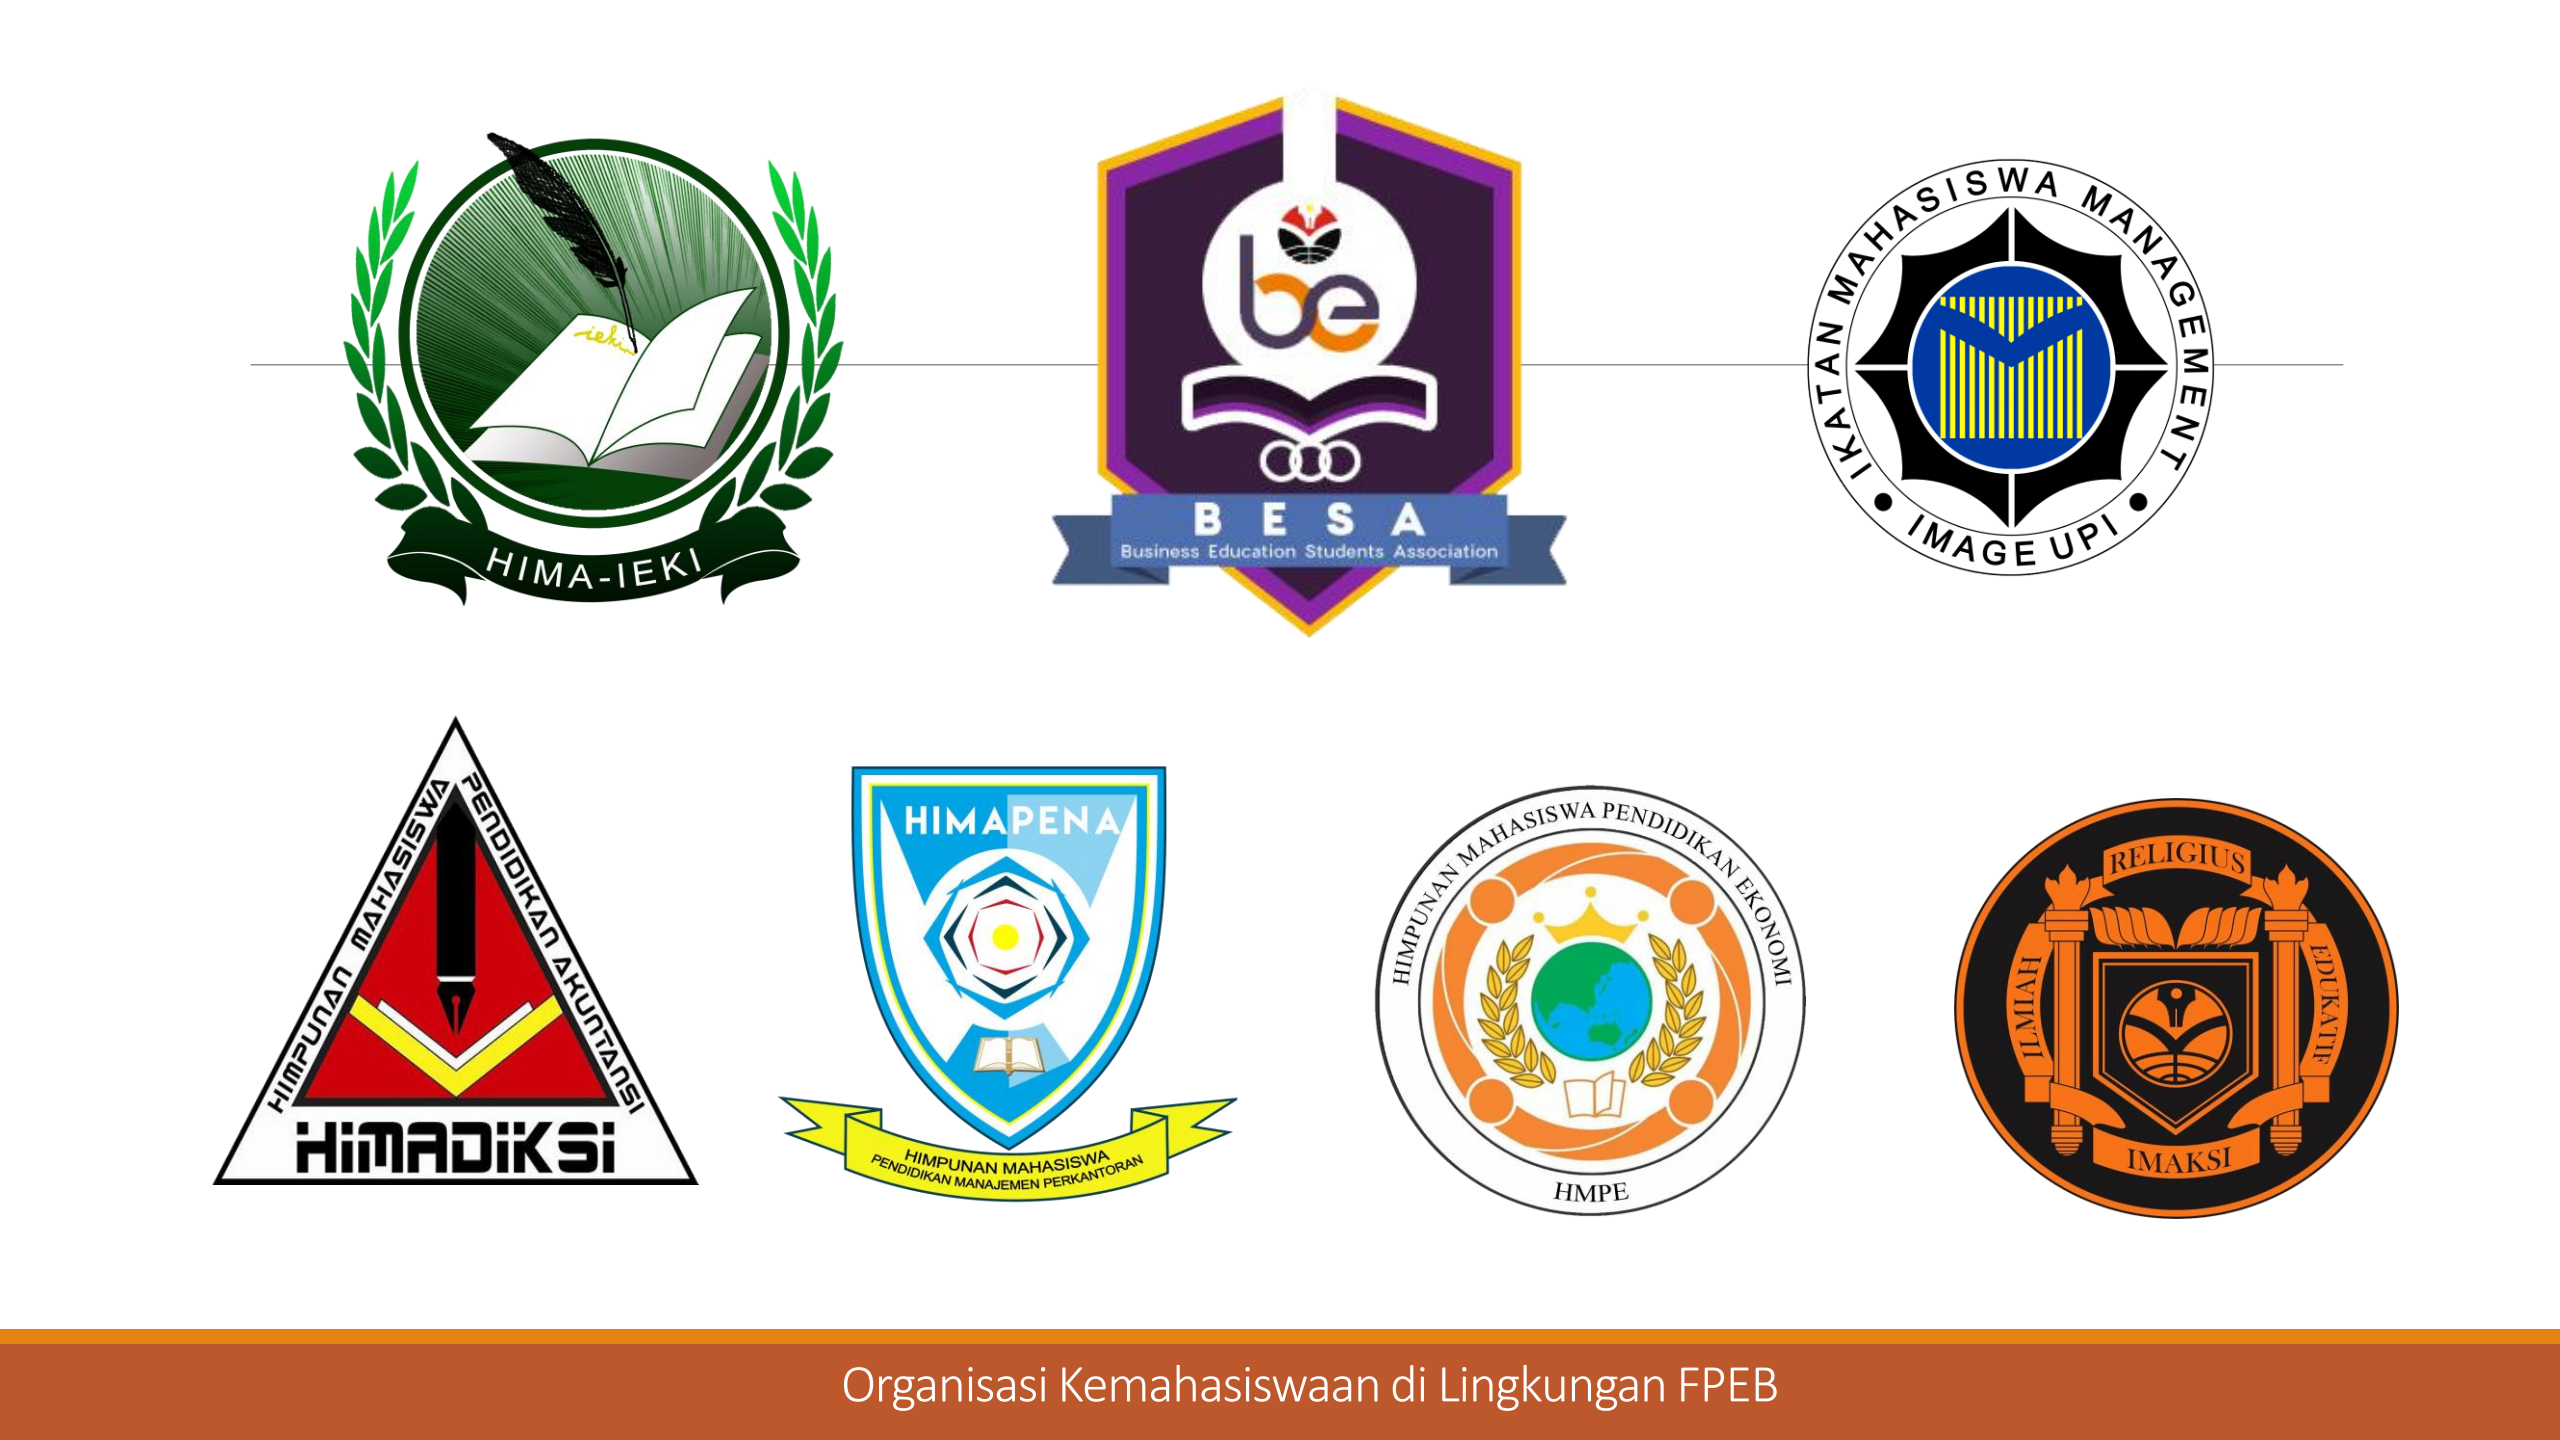 ieki
HIMA-IEKI
be
BESA
Business Education Students Association
IKATAN MAHASISWA MANAGEMENT
IMAGE UPI
HIMPUNAN MAHASISWA PENDIDIKAN AKUNTANSI
HIMADIKSI
HIMAPENA
HIMPUNAN MAHASISWA
PENDIDIKAN MANAJEMEN PERKANTORAN
HIMPUNAN MAHASISWA PENDIDIKAN EKONOMI
HMPE
RELIGIUS
ILMIAH
EDUKATIF
IMAKSI
Organisasi Kemahasiswaan di Lingkungan FPEB